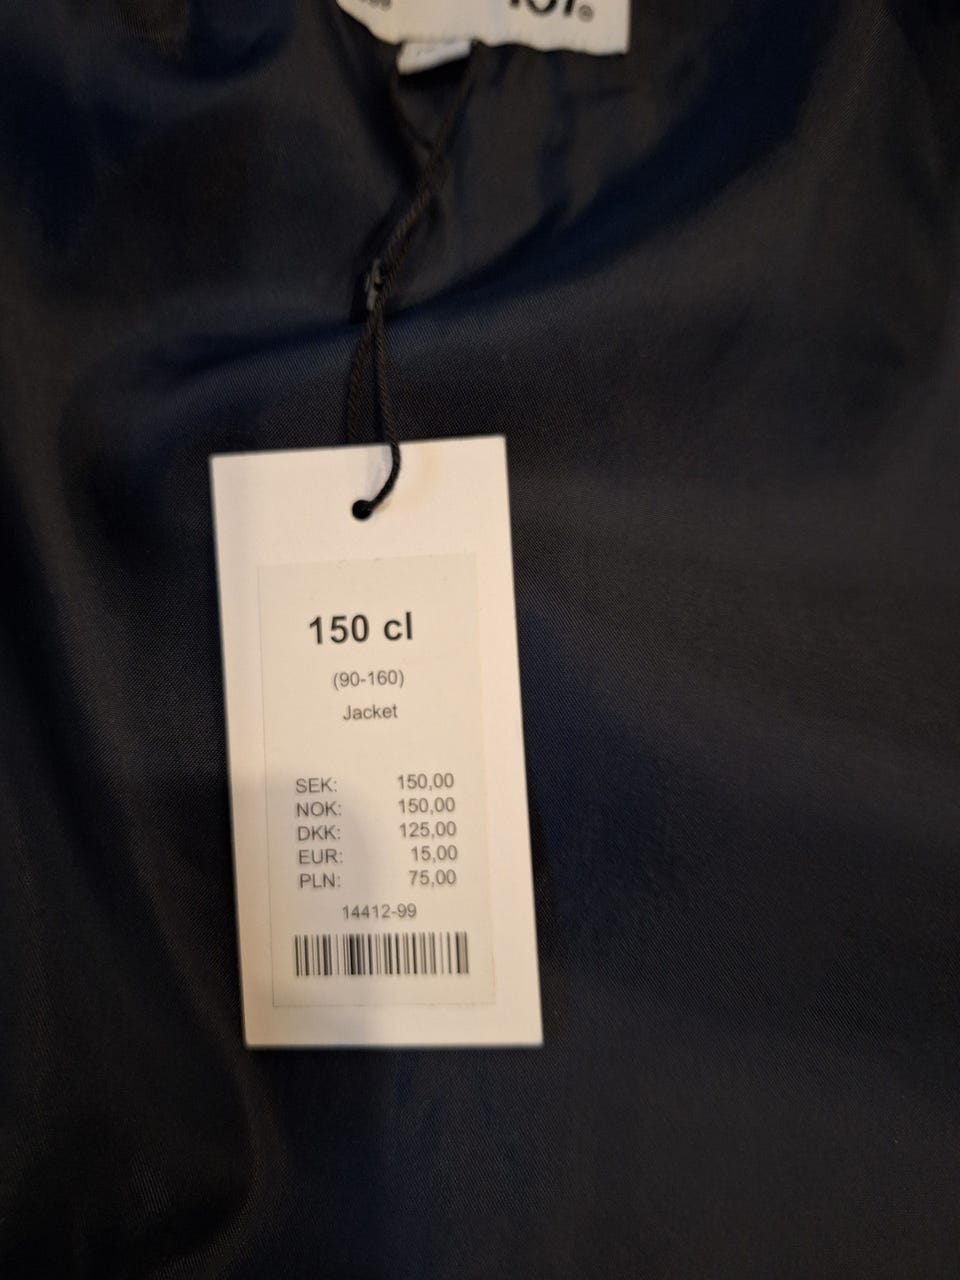 150 cl
(90-160)
Jacket
SEK: 150,00
NOK: 150,00
DKK: 125,00
EUR: 15,00
PLN: 75,00
14412-99